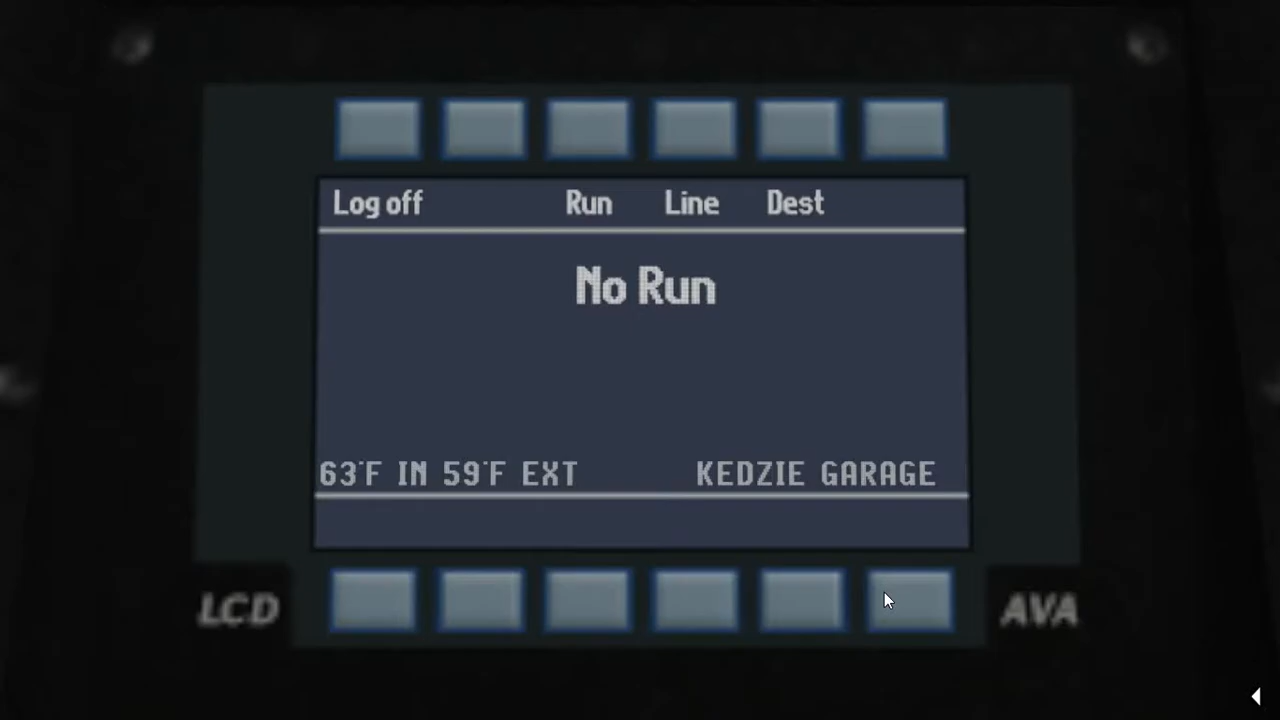 Log off Run Line Dest
No Run
63°F IN 59°F EXT KEDZIE GARAGE
LCD AVA